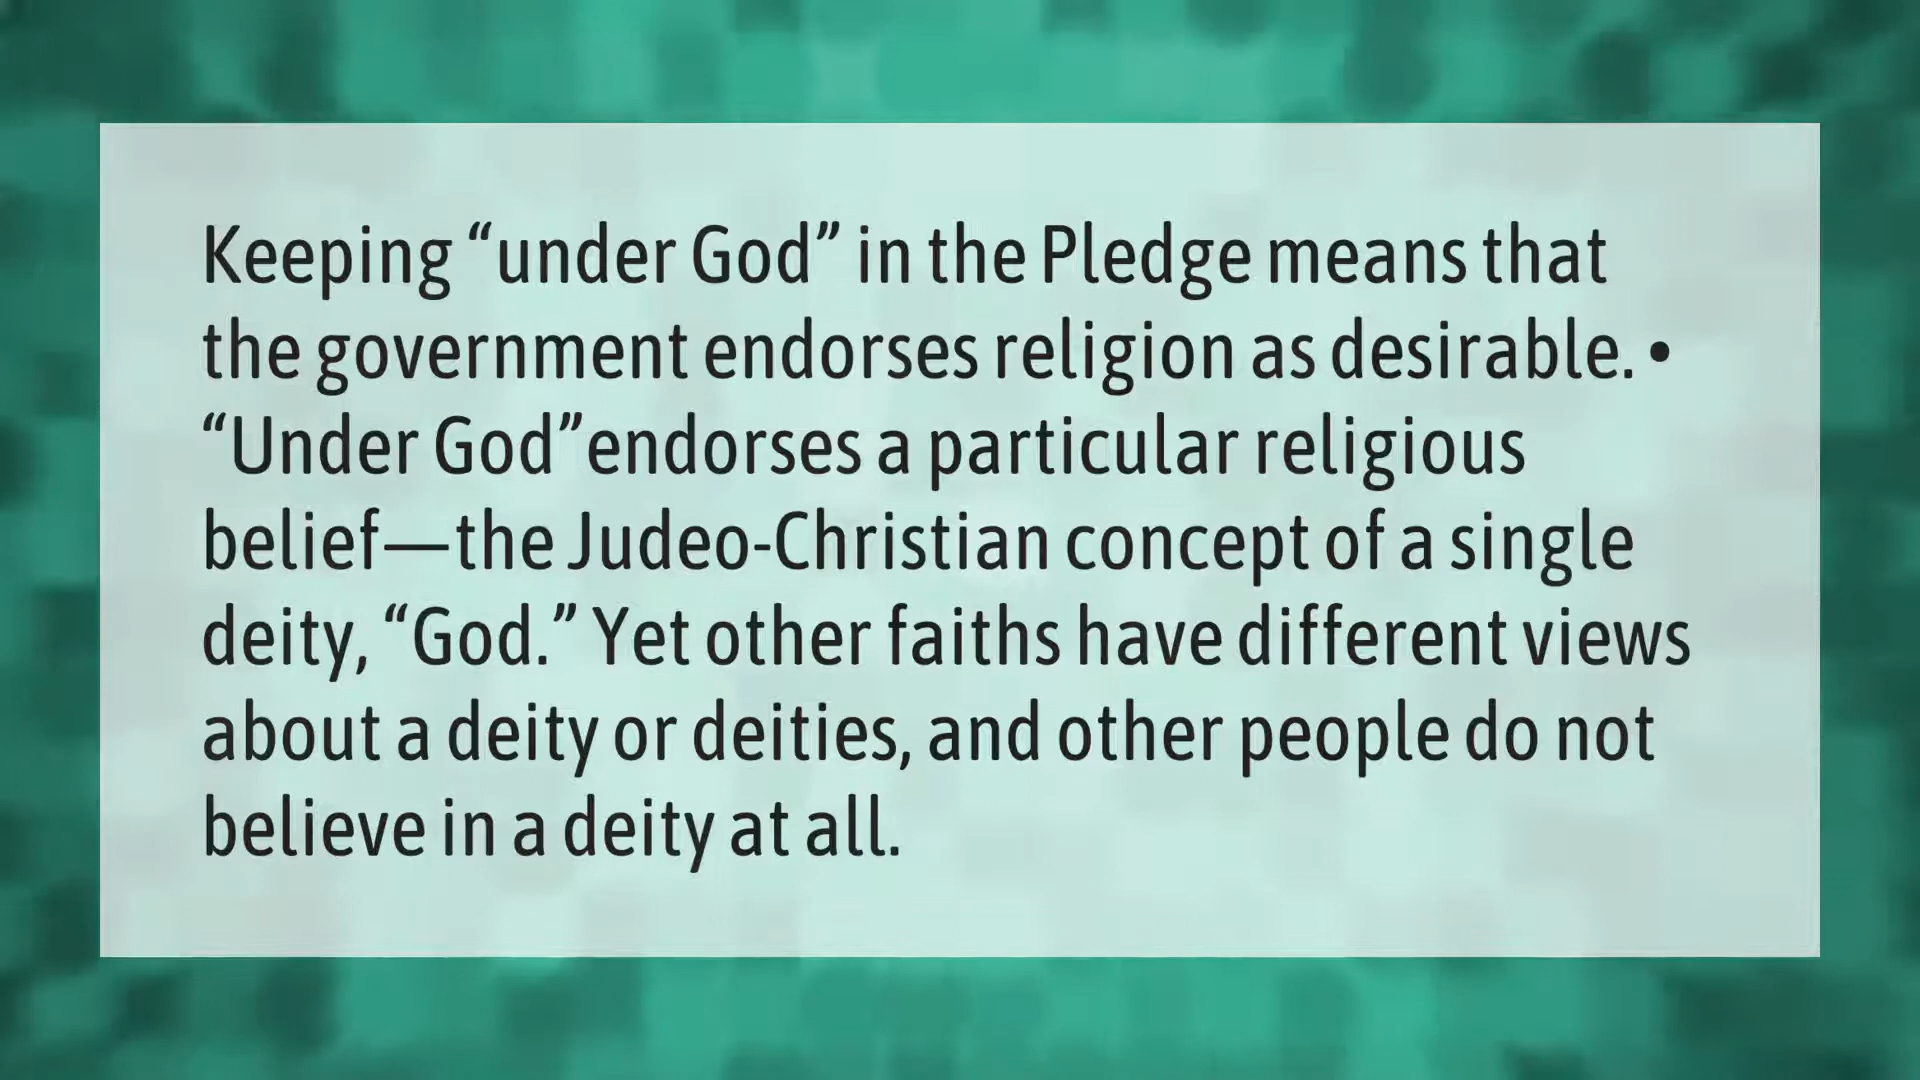 Keeping “under God” in the Pledge means that
the government endorses religion as desirable. •
“Under God”endorses a particular religious
belief—the Judeo-Christian concept of a single
deity, “God.” Yet other faiths have different views
about a deity or deities, and other people do not
believe in a deity at all.